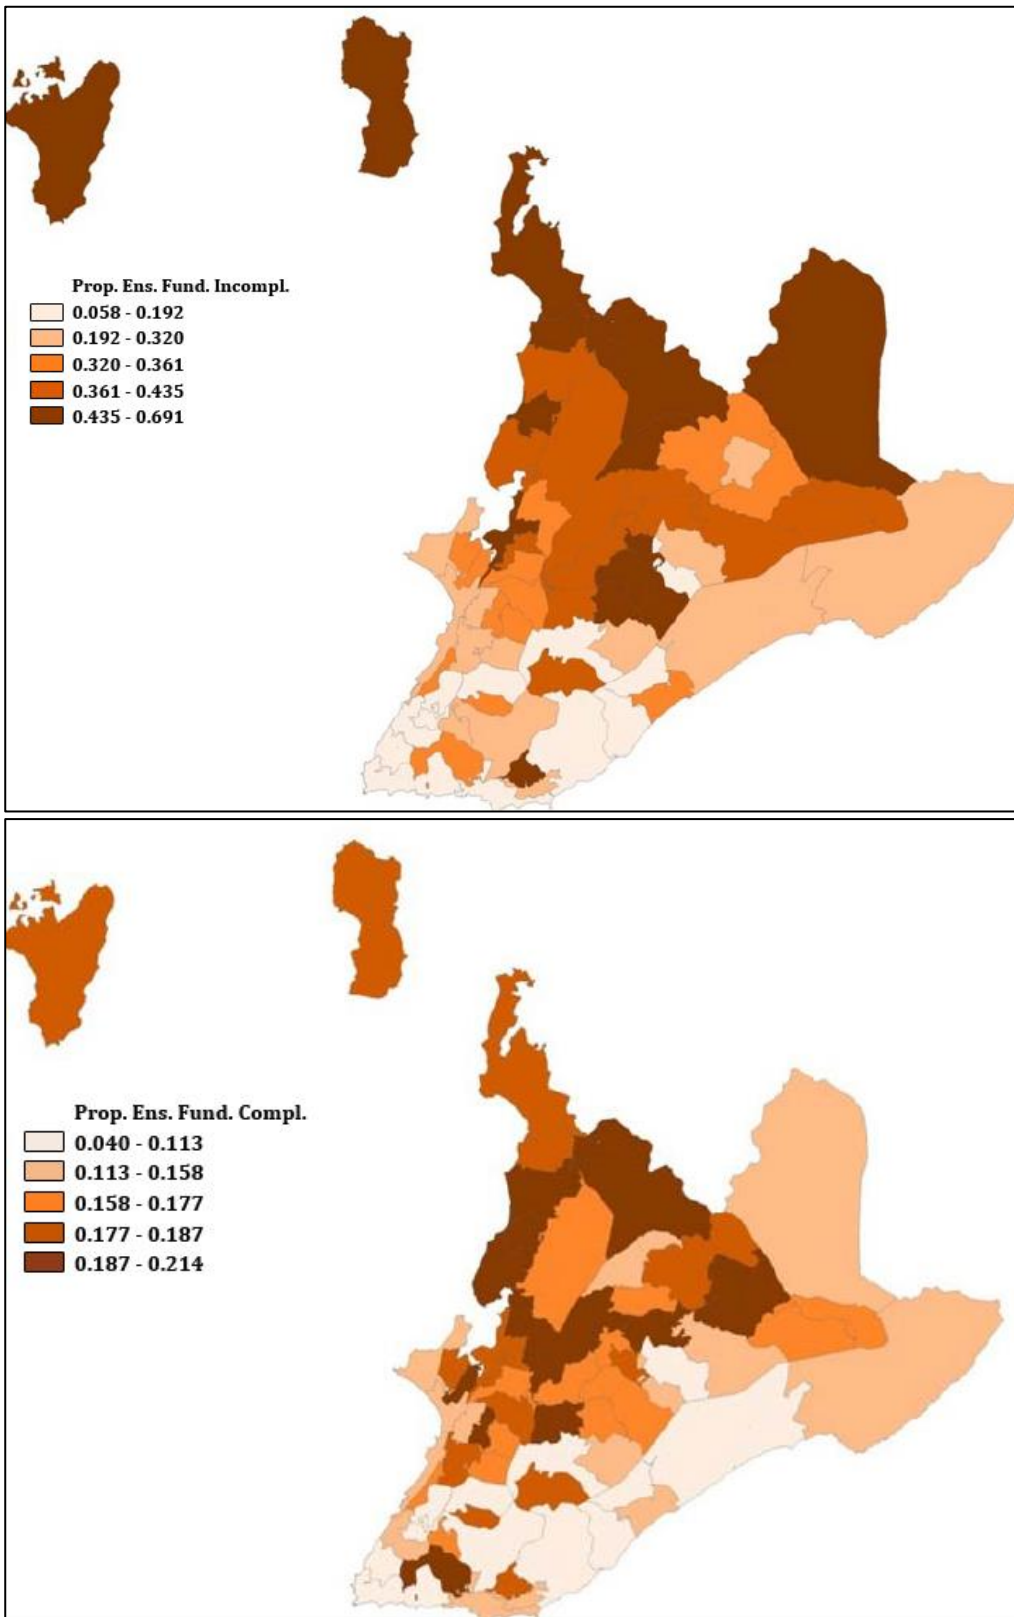 Prop. Ens. Fund. Incompl.
0.058 - 0.192
0.192 - 0.320
0.320 - 0.361
0.361 - 0.435
0.435 - 0.691
Prop. Ens. Fund. Compl.
0.040 - 0.113
0.113 - 0.158
0.158 - 0.177
0.177 - 0.187
0.187 - 0.214